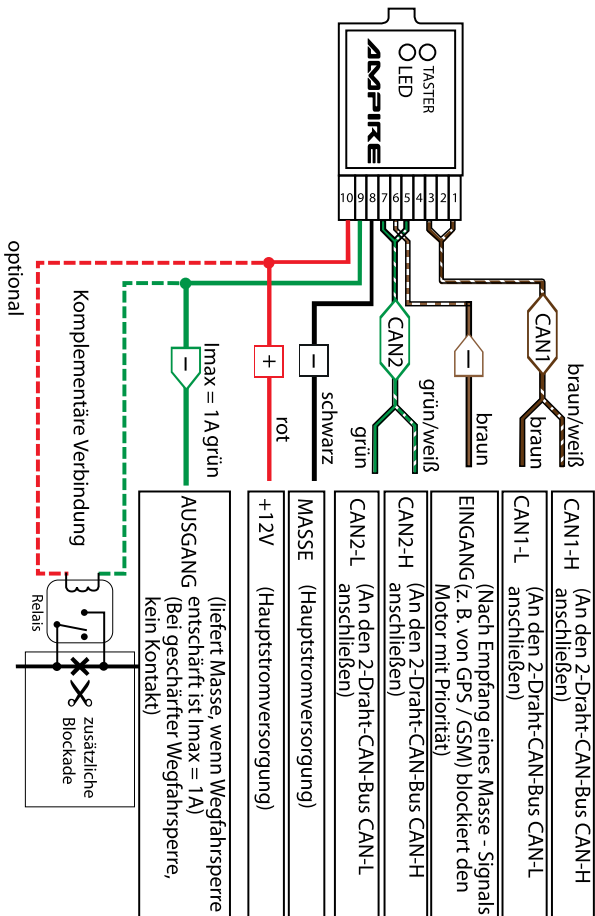 AMPIRE
TASTER
LED
1
2
3
4
5
6
7
8
9
10
CAN1
braun/weiß
braun
CAN1-H (An den 2-Draht-CAN-Bus CAN-H
anschließen)
CAN1-L (An den 2-Draht-CAN-Bus CAN-L
anschließen)
braun
EINGANG (Nach Empfang eines Masse - Signals
(z. B. von GPS / GSM) blockiert den
Motor mit Priorität)
CAN2
grün/weiß
grün
CAN2-H (An den 2-Draht-CAN-Bus CAN-H
anschließen)
CAN2-L (An den 2-Draht-CAN-Bus CAN-L
anschließen)
−
schwarz
MASSE (Hauptstromversorgung)
+
rot
+12V (Hauptstromversorgung)
−
Imax = 1A grün
AUSGANG (liefert Masse, wenn Wegfahrsperre
entschärft ist Imax = 1A)
(Bei geschärfter Wegfahrsperre,
kein Kontakt)
Komplementäre Verbindung
optional
Relais
zusätzliche
Blockade
−